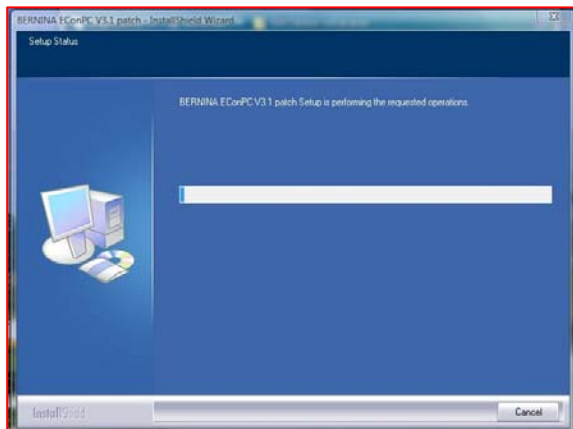 BERNINA EConPC V3.1 patch - InstallShield Wizard
Setup Status
BERNINA EConPC V3.1 patch Setup is performing the requested operations.
InstallShield
Cancel